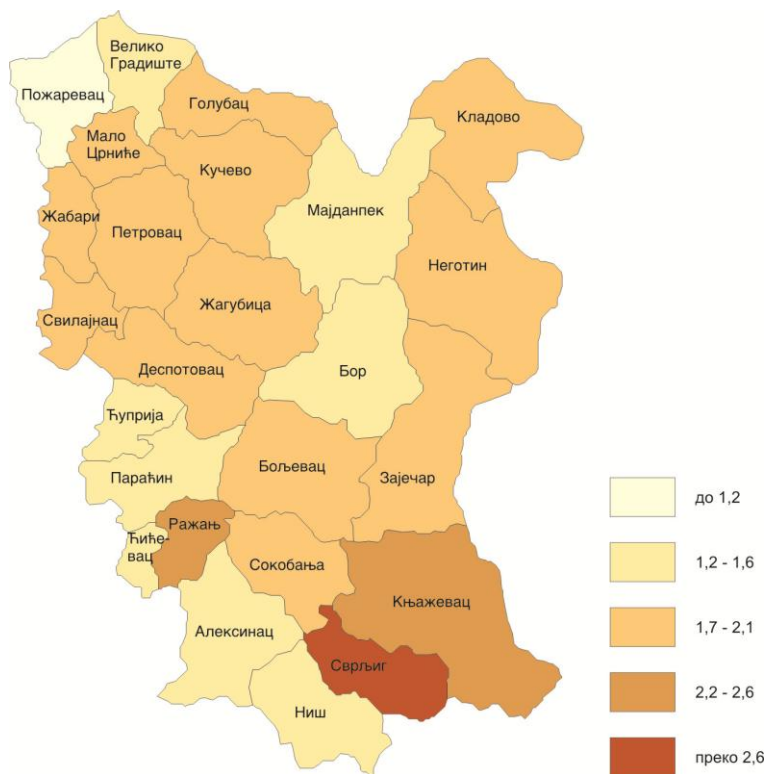 Велико
Градиште
Пожаревац
Голубац
Кладово
Мало
Црниће
Кучево
Мајданпек
Жабари
Петровац
Неготин
Жагубица
Свилајнац
Деспотовац
Бор
Ћуприја
Параћин
Бољевац
Зајечар
Ражањ
Ћиће-
вац
Сокобања
Књажевац
Алексинац
Сврљиг
Ниш
до 1,2
1,2 - 1,6
1,7 - 2,1
2,2 - 2,6
преко 2,6